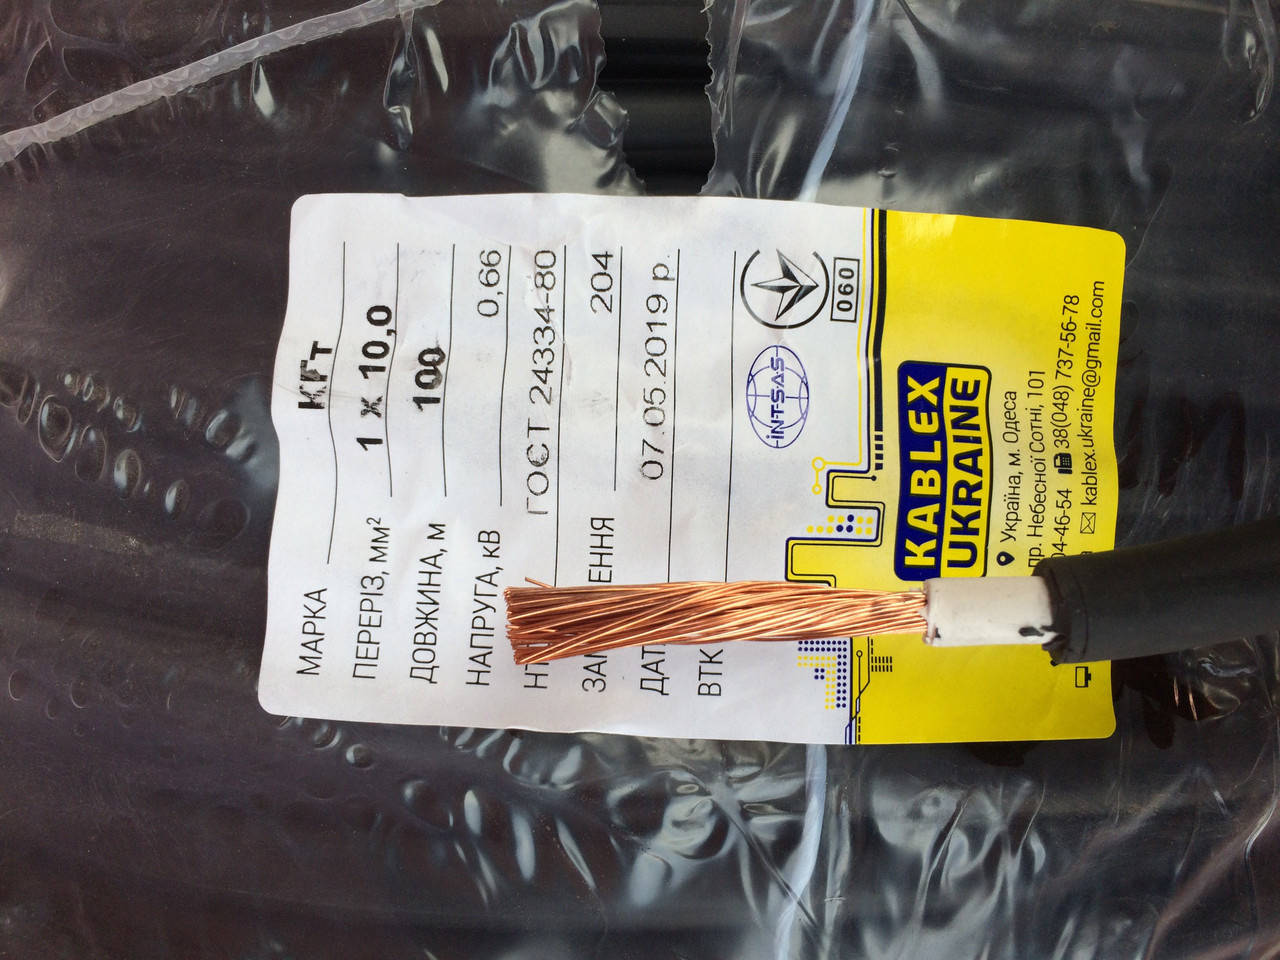 МАРКА КГт
ПЕРЕРІЗ, мм² 1 х 10,0
ДОВЖИНА, м 100
НАПРУГА, кВ 0,66
ГОСТ 24334-80
204
07.05.2019 р.
ВТК
060
INTSAS
KABLEX
UKRAINE
Україна, м. Одеса
пр. Небесної Сотні, 101
04-46-54 38(048) 737-56-78
kablex.ukraine@gmail.com